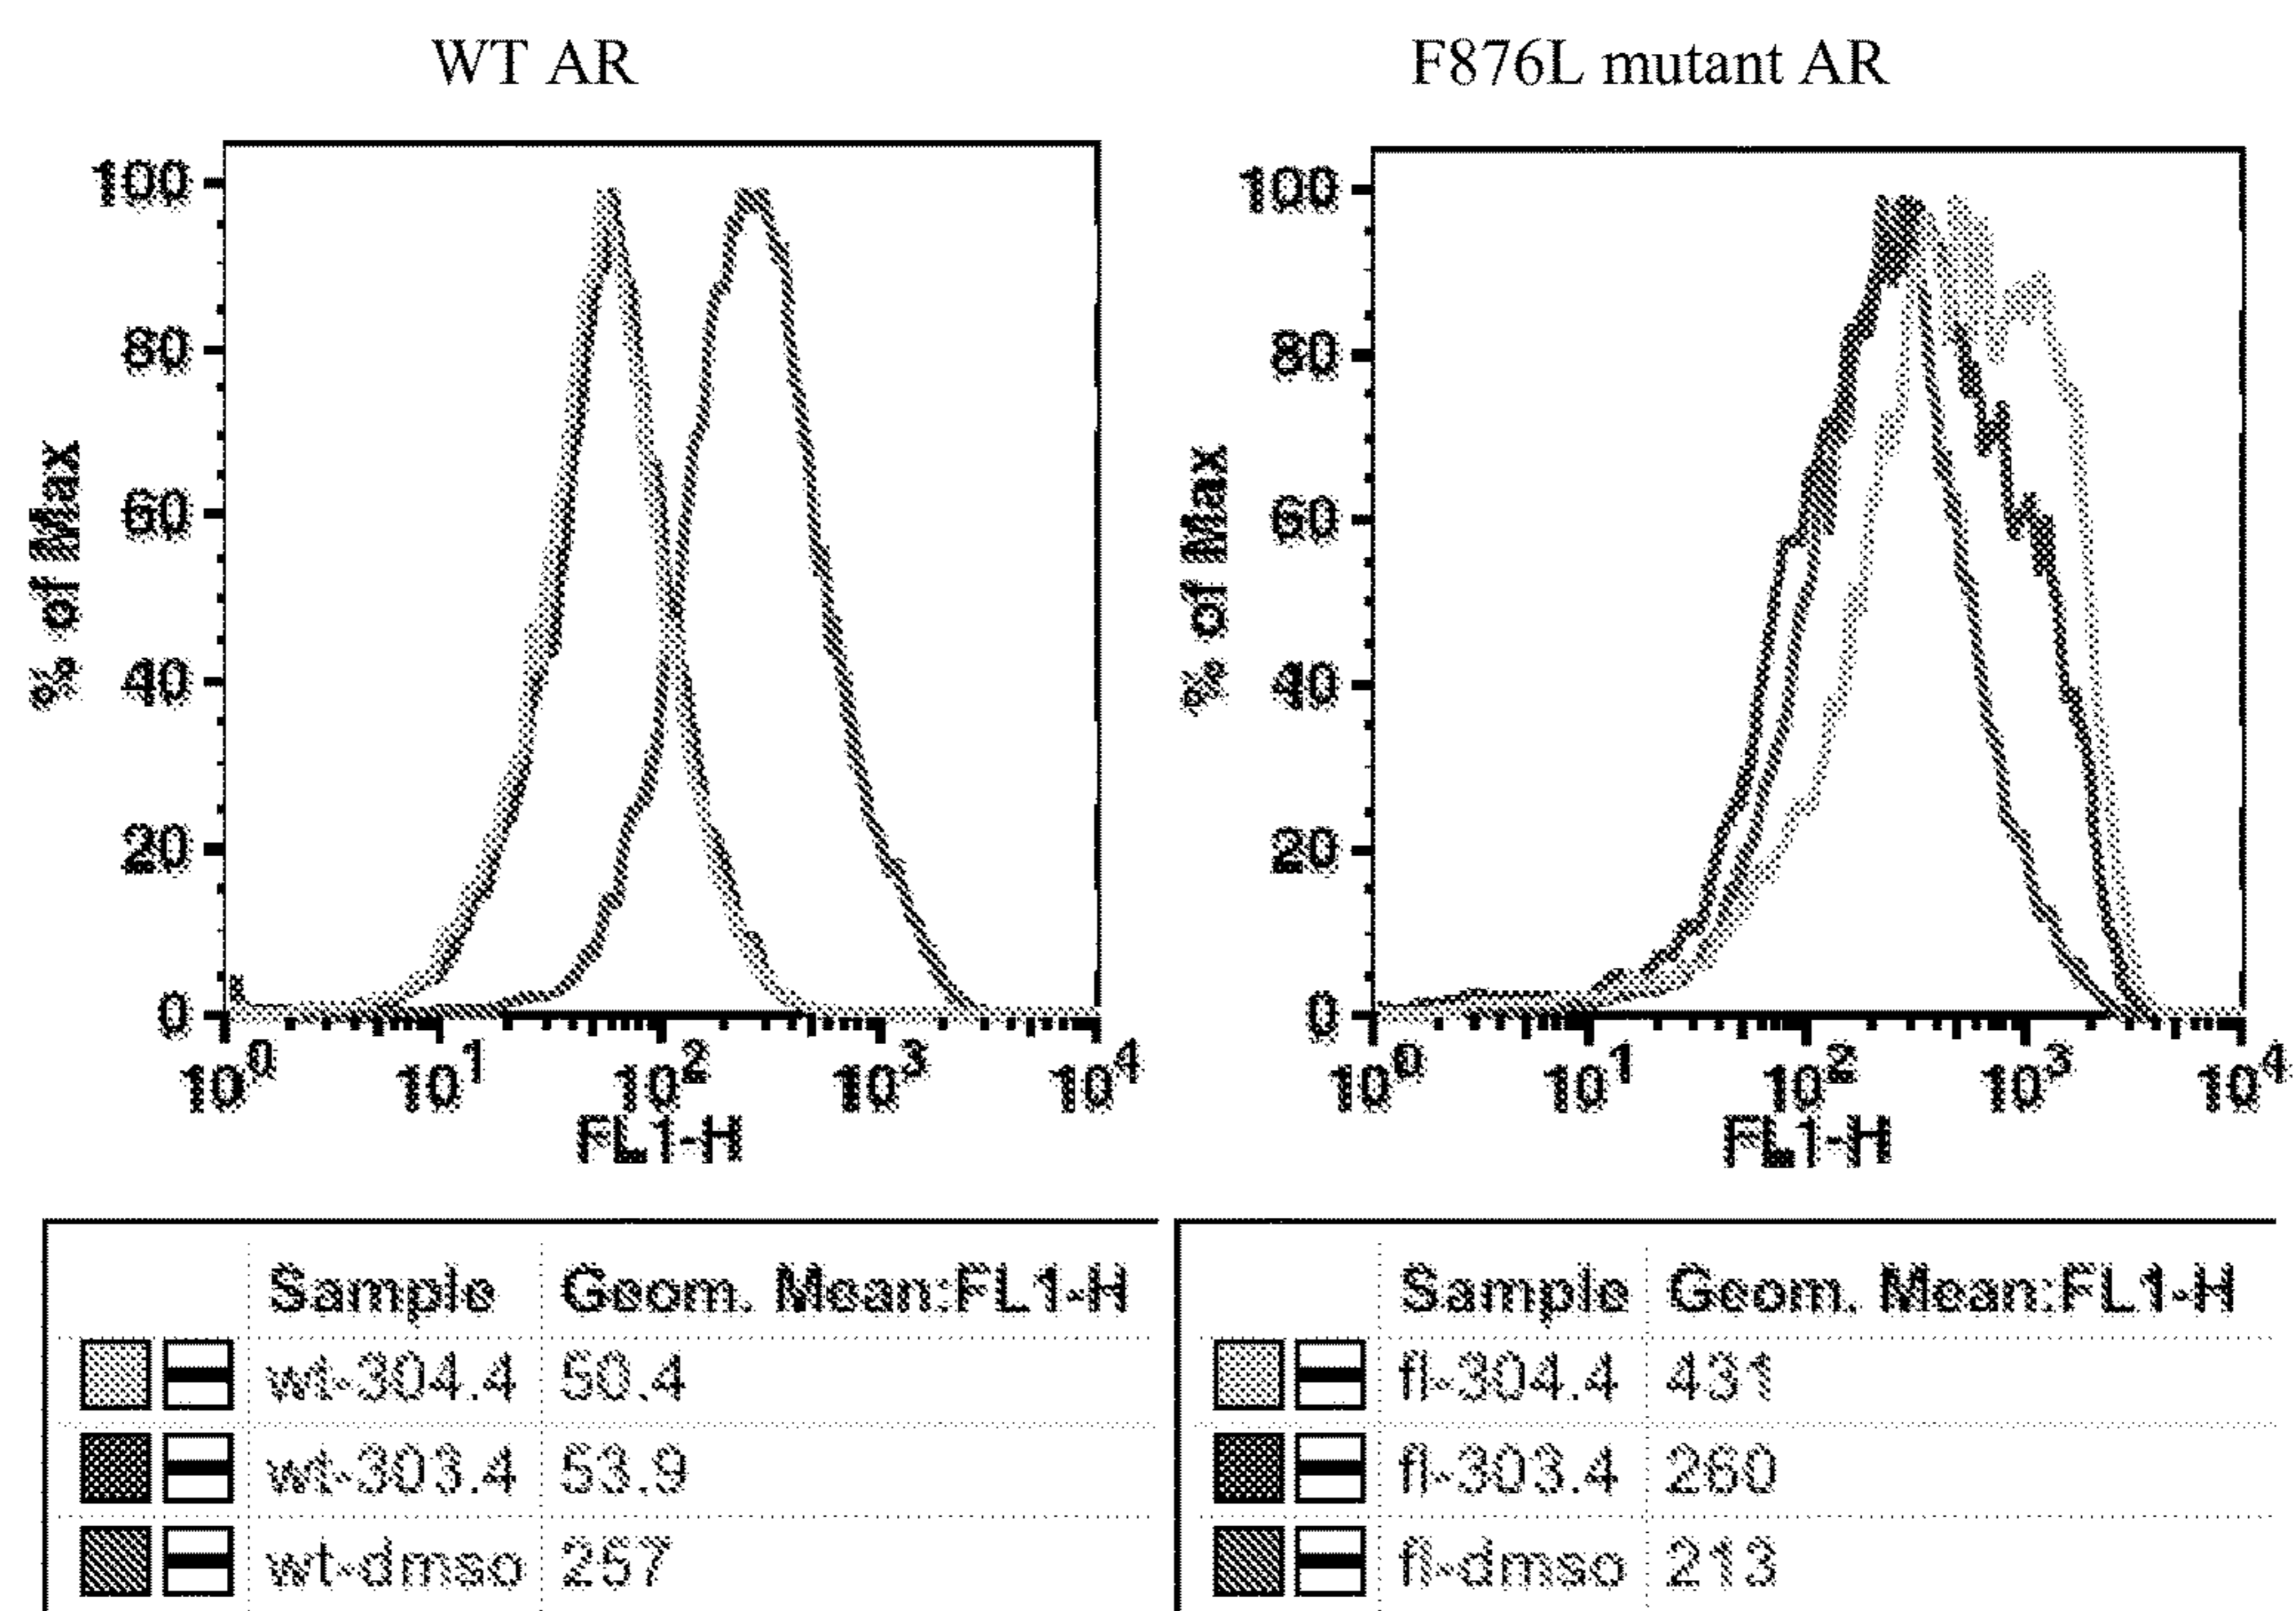 WT AR
F876L mutant AR
% of Max
100
80
60
40
20
0
10^0 10^1 10^2 10^3 10^4
FL1-H
% of Max
100
80
60
40
20
0
10^0 10^1 10^2 10^3 10^4
FL1-H
Sample Geom. Mean:FL1-H
wt-304.4 50.4
wt-303.4 53.9
wt-dmso 257
Sample Geom. Mean:FL1-H
fl-304.4 431
fl-303.4 260
fl-dmso 213